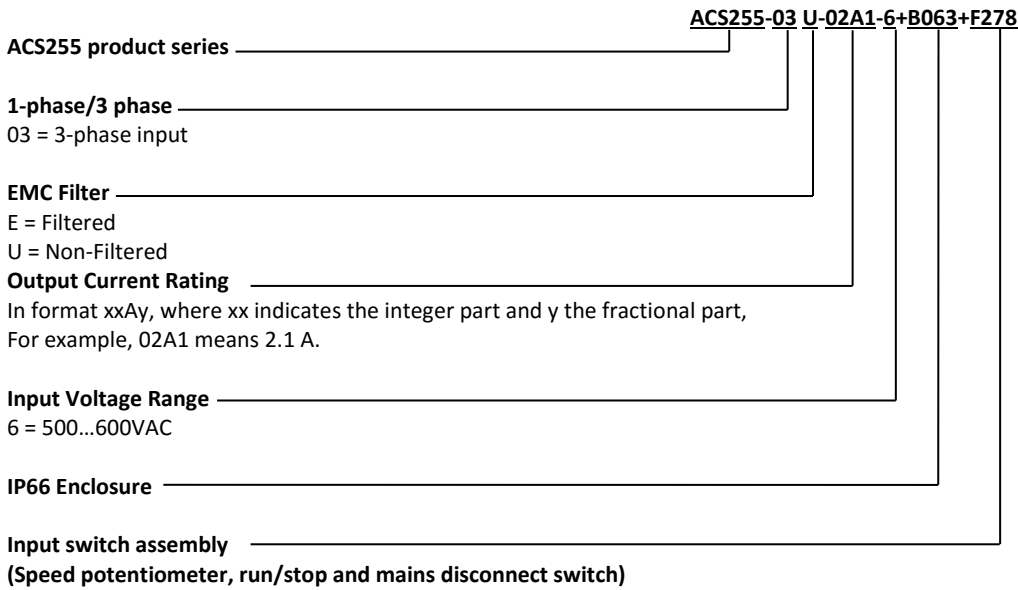 ACS255-03 U-02A1-6+B063+F278
ACS255 product series
1-phase/3 phase
03 = 3-phase input
EMC Filter
E = Filtered
U = Non-Filtered
Output Current Rating
In format xxAy, where xx indicates the integer part and y the fractional part,
For example, 02A1 means 2.1 A.
Input Voltage Range
6 = 500…600VAC
IP66 Enclosure
Input switch assembly
(Speed potentiometer, run/stop and mains disconnect switch)